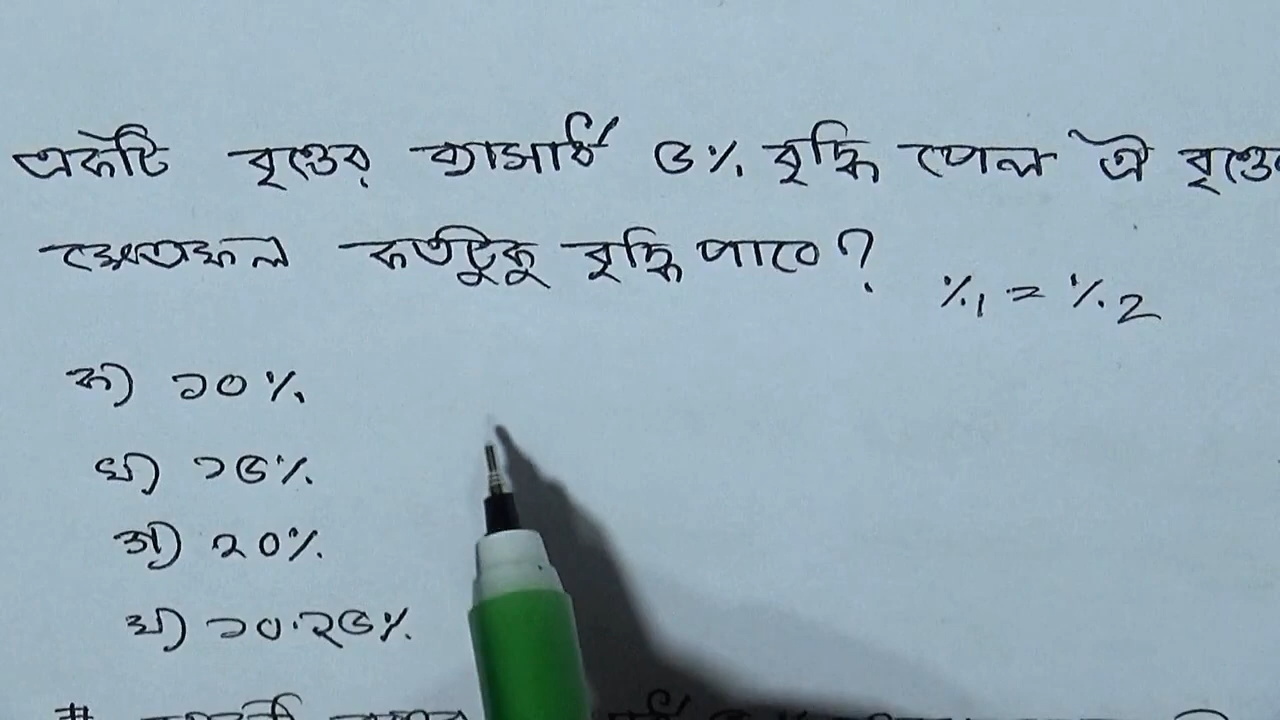 একটি বৃত্তের ব্যাসার্ধ ৫% বৃদ্ধি পেলে ঐ বৃত্তের
ক্ষেত্রফল কতটুকু বৃদ্ধি পাবে?
%1 = %2
ক) ১০%
খ) ১৫%
গ) ২০%
ঘ) ১০.২৫%
#